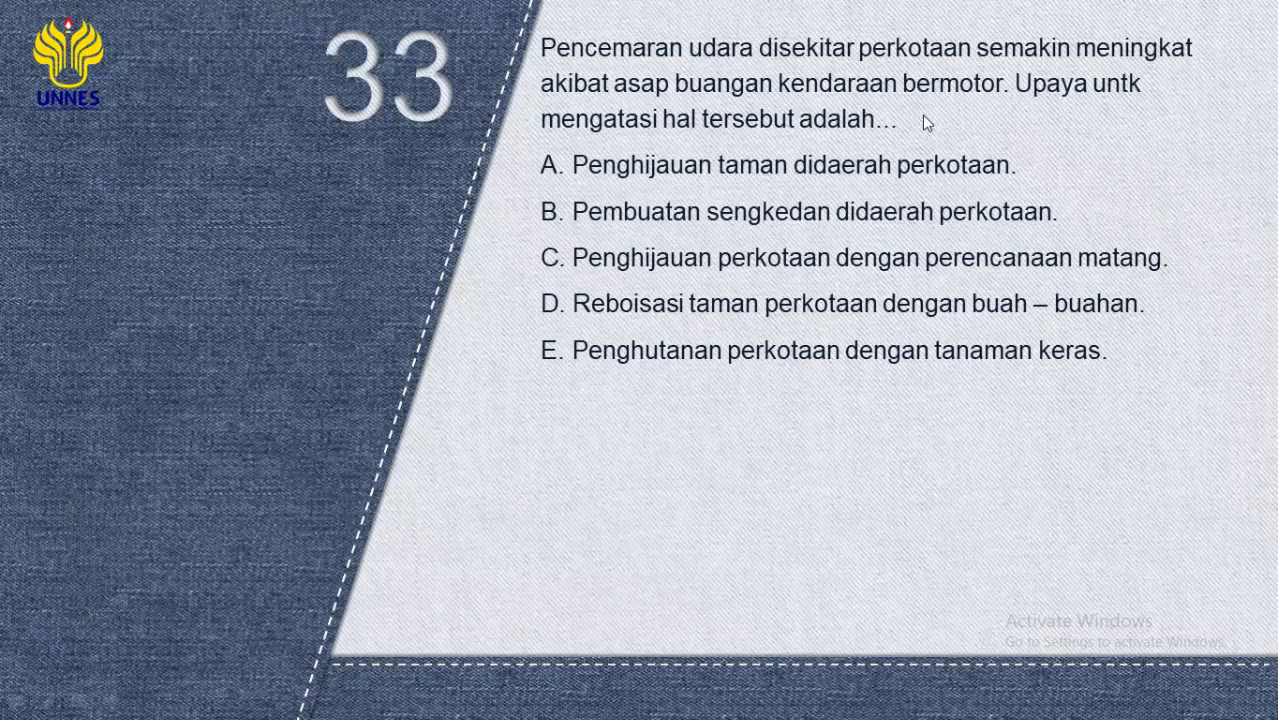 UNNES
33
Pencemaran udara disekitar perkotaan semakin meningkat
akibat asap buangan kendaraan bermotor. Upaya untk
mengatasi hal tersebut adalah...
A. Penghijauan taman didaerah perkotaan.
B. Pembuatan sengkedan didaerah perkotaan.
C. Penghijauan perkotaan dengan perencanaan matang.
D. Reboisasi taman perkotaan dengan buah – buahan.
E. Penghutanan perkotaan dengan tanaman keras.
Activate Windows
Go to Settings to activate Windows.